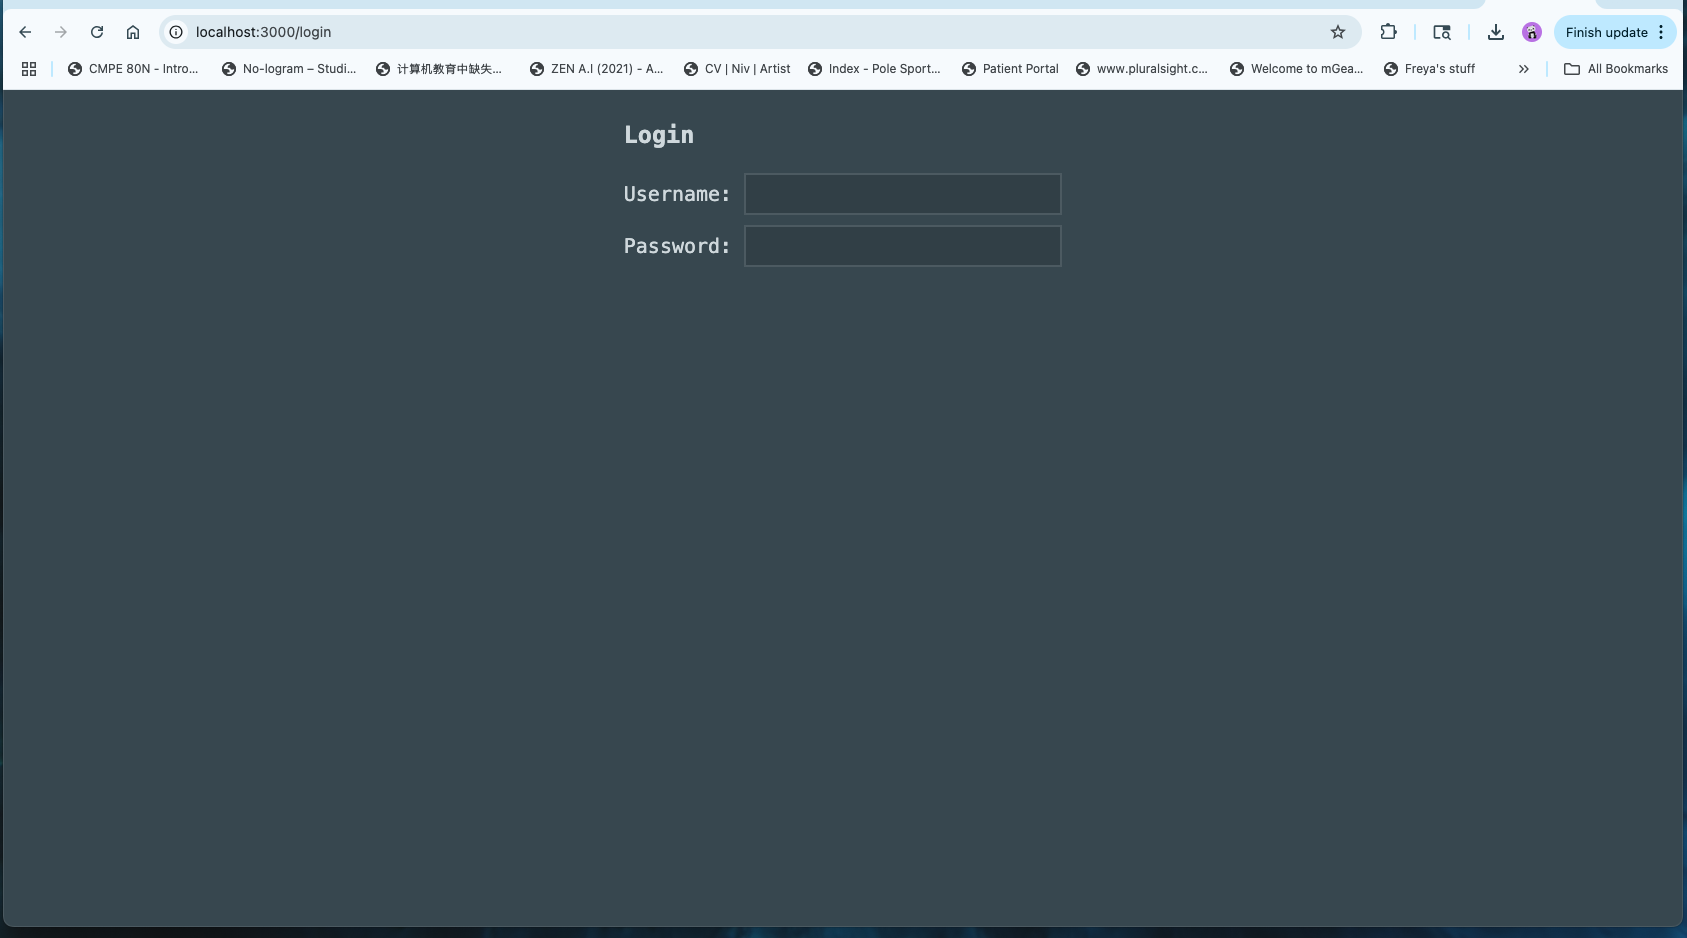 localhost:3000/login
Finish update
CMPE 80N - Intro...
No-logram – Studi...
计算机教育中缺失...
ZEN A.I (2021) - A...
CV | Niv | Artist
Index - Pole Sport...
Patient Portal
www.pluralsight.c...
Welcome to mGea...
Freya's stuff
All Bookmarks
Login
Username:
Password: